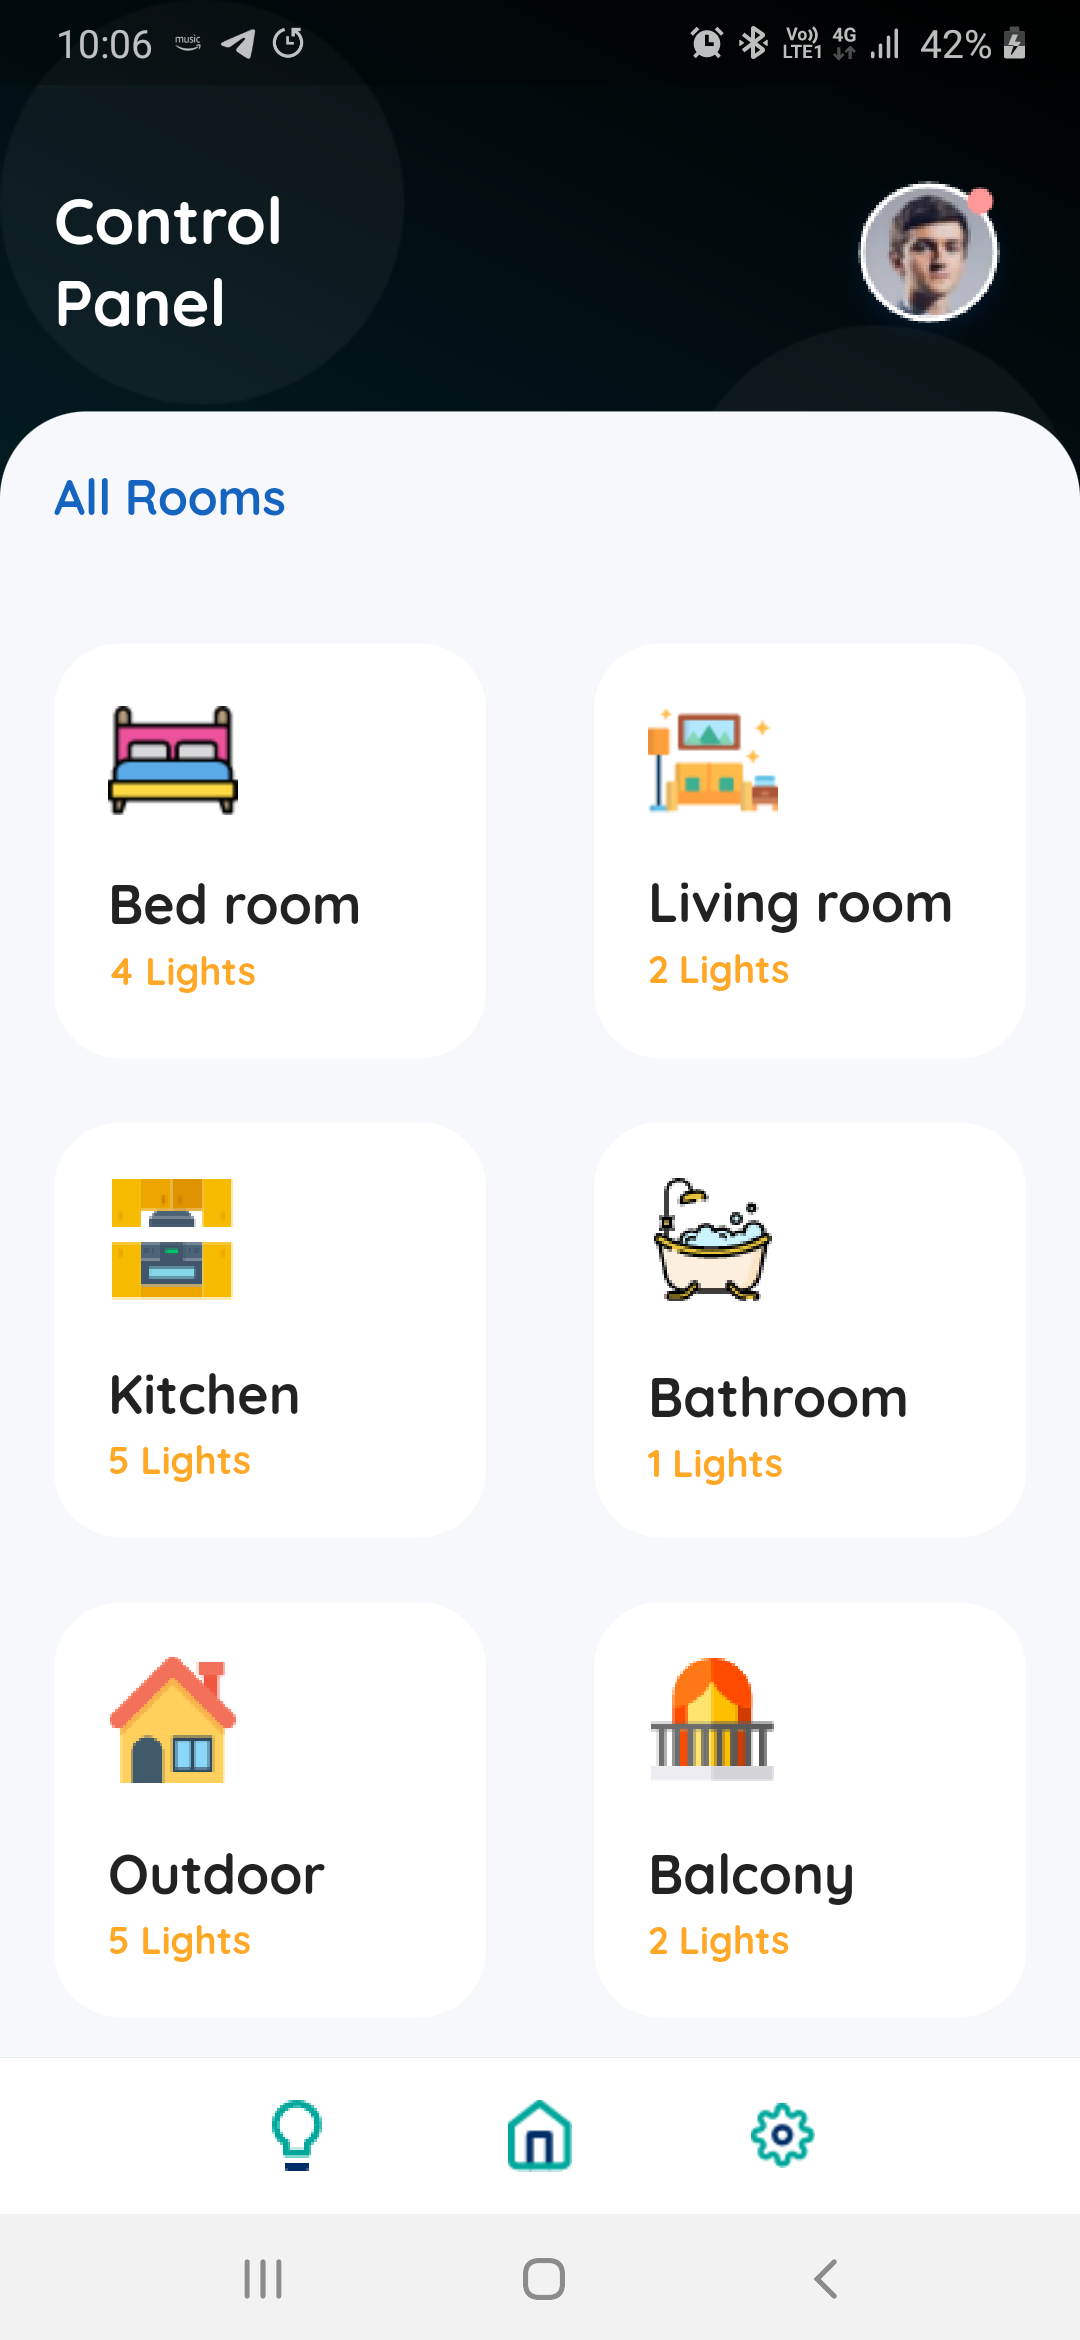 10:06 music Vo)) LTE1 4G 42%
Control
Panel
All Rooms
Bed room
4 Lights
Living room
2 Lights
Kitchen
5 Lights
Bathroom
1 Lights
Outdoor
5 Lights
Balcony
2 Lights